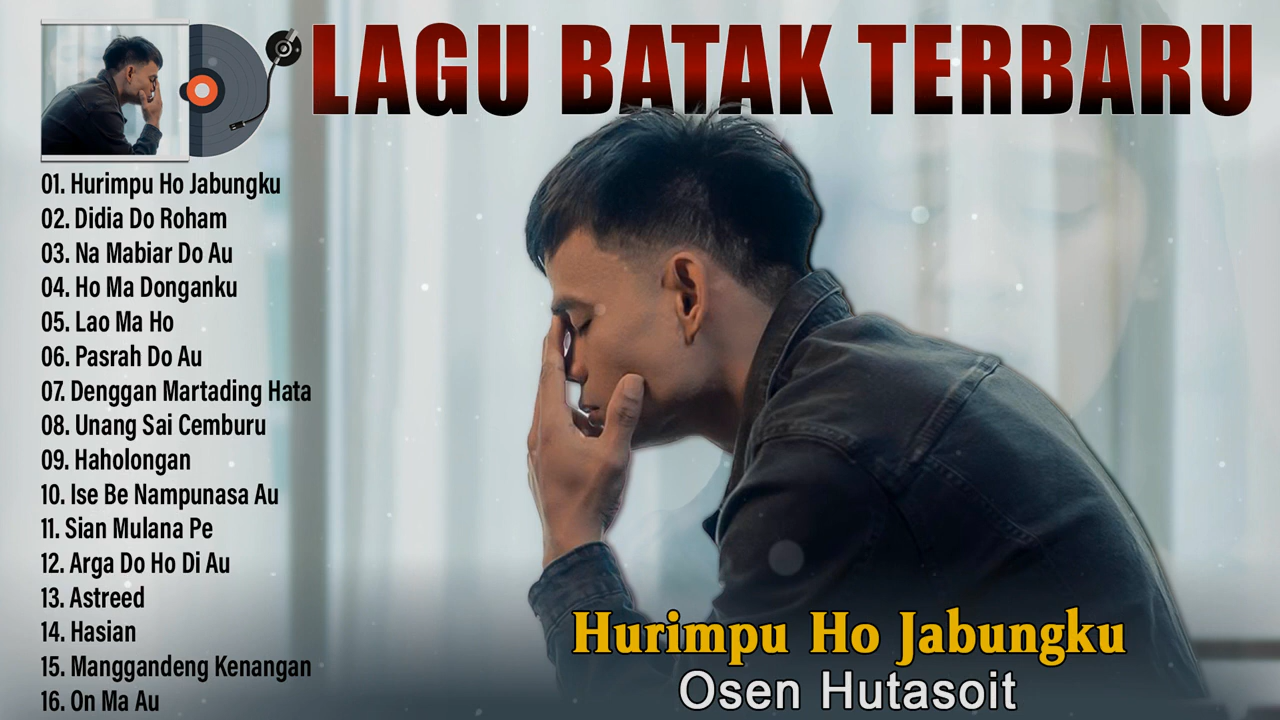 LAGU BATAK TERBARU
01. Hurimpu Ho Jabungku
02. Didia Do Roham
03. Na Mabiar Do Au
04. Ho Ma Donganku
05. Lao Ma Ho
06. Pasrah Do Au
07. Denggan Martading Hata
08. Unang Sai Cemburu
09. Haholongan
10. Ise Be Nampunasa Au
11. Sian Mulana Pe
12. Arga Do Ho Di Au
13. Astreed
14. Hasian
15. Manggandeng Kenangan
16. On Ma Au
Hurimpu Ho Jabungku
Osen Hutasoit